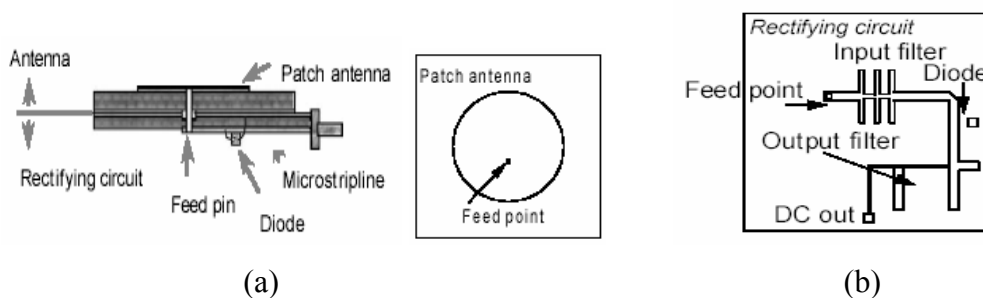 Antenna
Patch antenna
Rectifying circuit
Feed pin
Diode
Microstripline
Patch antenna
Feed point
(a)
Rectifying circuit
Input filter
Diode
Feed point
Output filter
DC out
(b)